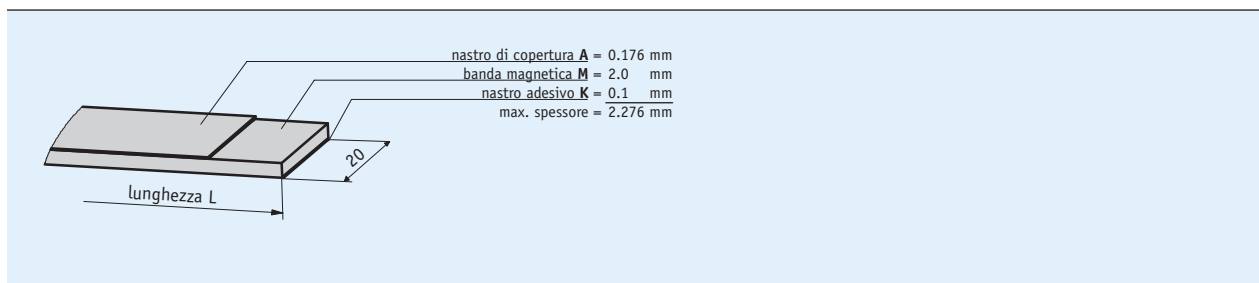 nastro di copertura A = 0.176 mm
banda magnetica M = 2.0 mm
nastro adesivo K = 0.1 mm
max. spessore = 2.276 mm
20
lunghezza L